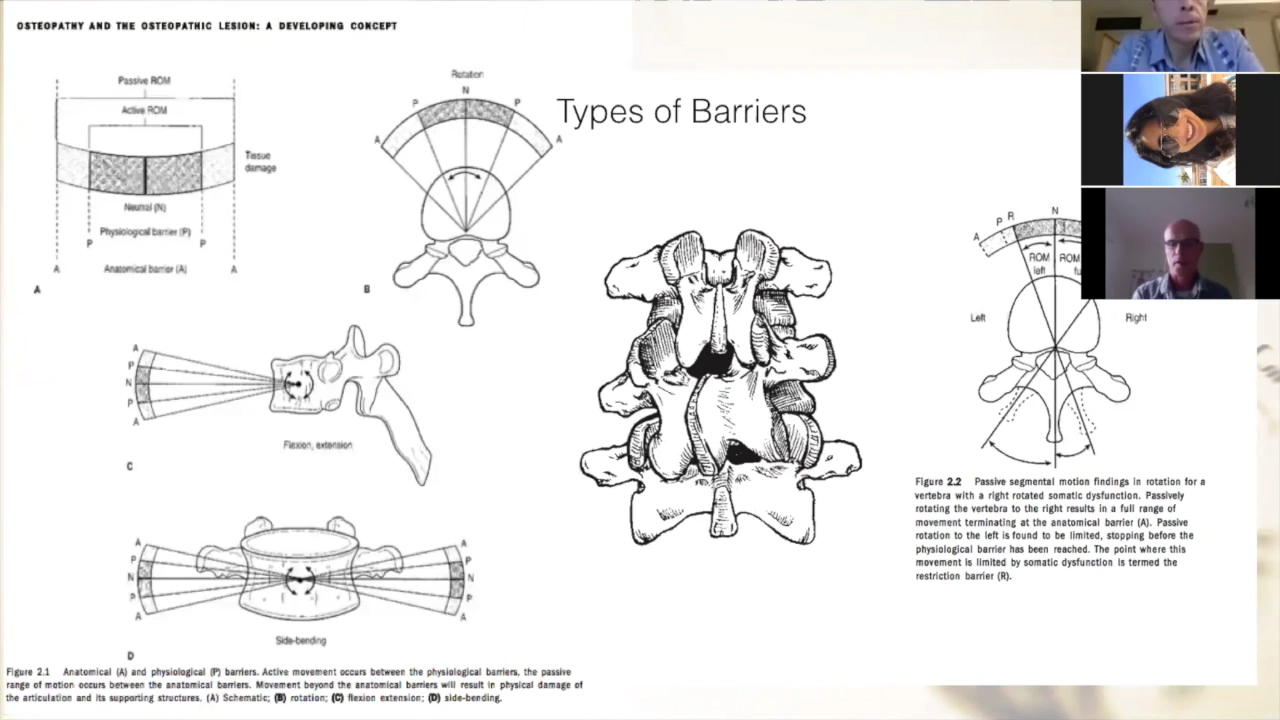 OSTEOPATHY AND THE OSTEOPATHIC LESION: A DEVELOPING CONCEPT
Types of Barriers
Passive ROM
Active ROM
Tissue
damage
Neutral (N)
Physiological barrier (P)
P
P
A
Anatomical barrier (A)
A
A
Rotation
N
P
P
A
A
B
A
P
N
P
A
Flexion, extension
C
A
P
N
P
A
A
P
N
P
A
Side-bending
D
Figure 2.1 Anatomical (A) and physiological (P) barriers. Active movement occurs between the physiological barriers, the passive
range of motion occurs between the anatomical barriers. Movement beyond the anatomical barriers will result in physical damage of
the articulation and its supporting structures. (A) Schematic; (B) rotation; (C) flexion extension; (D) side-bending.
N
P R
A
ROM
left
ROM
Left
Right
Figure 2.2 Passive segmental motion findings in rotation for a
vertebra with a right rotated somatic dysfunction. Passively
rotating the vertebra to the right results in a full range of
movement terminating at the anatomical barrier (A). Passive
rotation to the left is found to be limited, stopping before the
physiological barrier has been reached. The point where this
movement is limited by somatic dysfunction is termed the
restriction barrier (R).